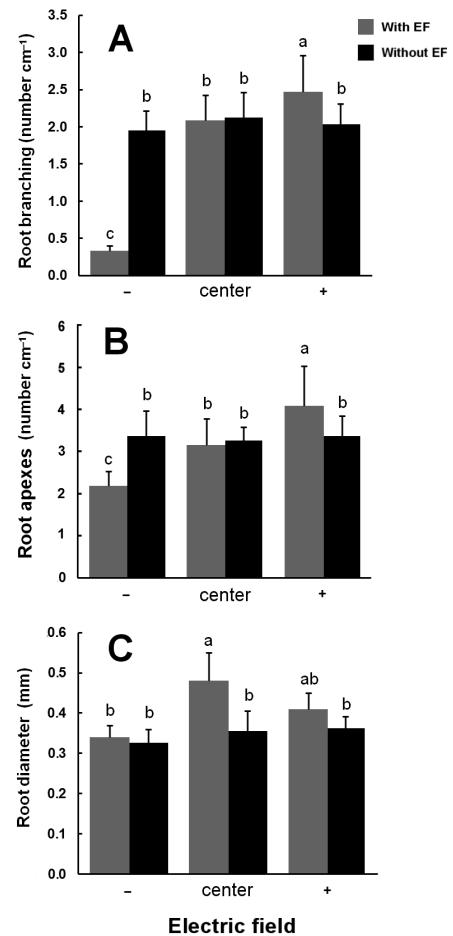 A
With EF
Without EF
Root branching (number cm⁻¹)
3.5
3.0
2.5
2.0
1.5
1.0
0.5
0.0
c
b
b
b
a
b
− center +
B
Root apexes (number cm⁻¹)
6
5
4
3
2
1
0
c
b
b
b
a
b
− center +
C
Root diameter (mm)
0.6
0.5
0.4
0.3
0.2
0.1
0.0
b
b
a
b
ab
b
− center +
Electric field